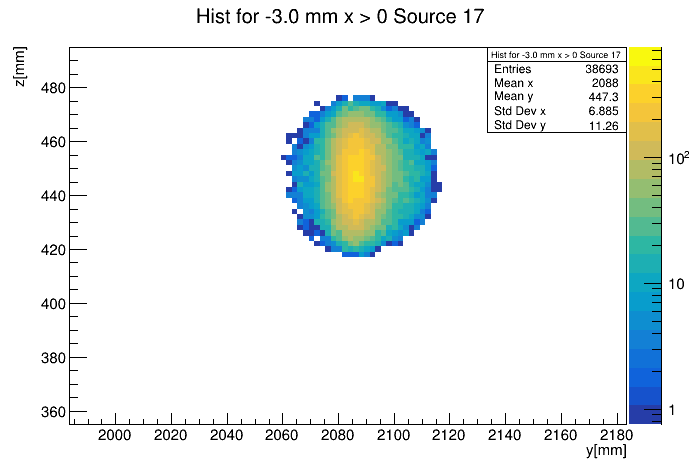 Hist for -3.0 mm x > 0 Source 17
z[mm]
Hist for -3.0 mm x > 0 Source 17
Entries 38693
Mean x 2088
Mean y 447.3
Std Dev x 6.885
Std Dev y 11.26
480
460
440
420
400
380
360
2000 2020 2040 2060 2080 2100 2120 2140 2160 2180
y[mm]
10²
10
1